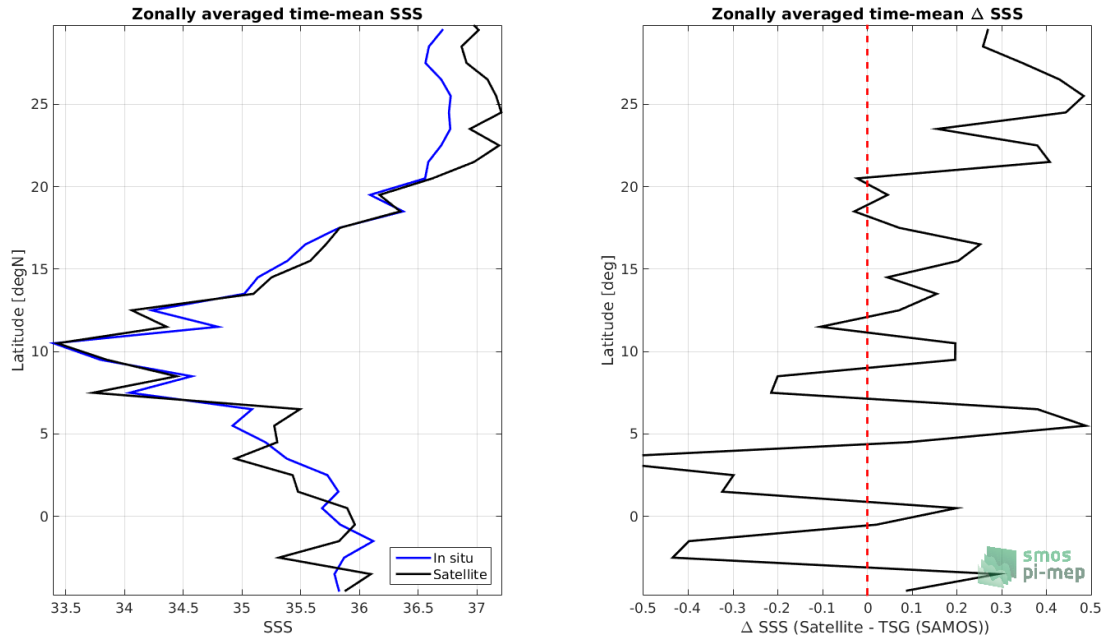 Zonally averaged time-mean SSS
Latitude [degN]
25
20
15
10
5
0
33.5 34 34.5 35 35.5 36 36.5 37
SSS
In situ
Satellite
Zonally averaged time-mean Δ SSS
Latitude [deg]
25
20
15
10
5
0
-0.5 -0.4 -0.3 -0.2 -0.1 0 0.1 0.2 0.3 0.4 0.5
Δ SSS (Satellite - TSG (SAMOS))
smos
pi-mep